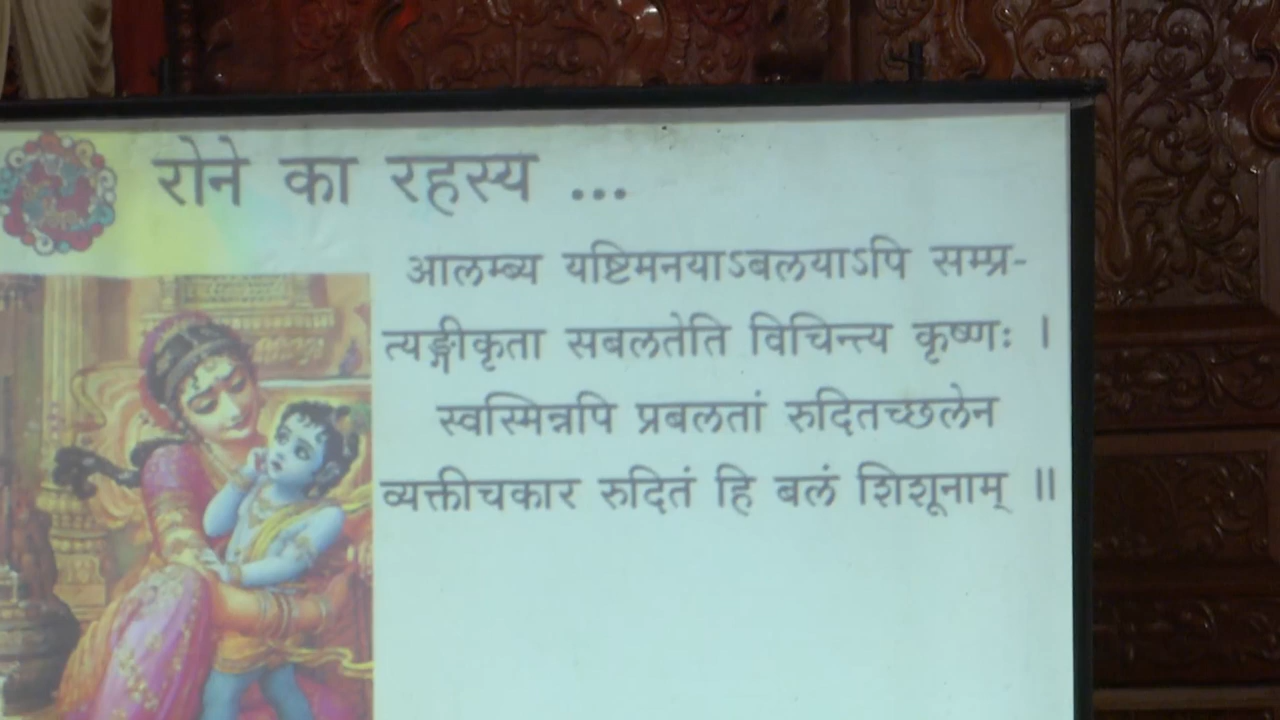 रोने का रहस्य ...
आलम्ब्य यष्टिमनयाऽबलयाऽपि सम्प्र-
त्यङ्गीकृता सबलतेति विचिन्त्य कृष्णः ।
स्वस्मिन्नपि प्रबलतां रुदितच्छलेन
व्यक्तीचकार रुदितं हि बलं शिशूनाम् ॥